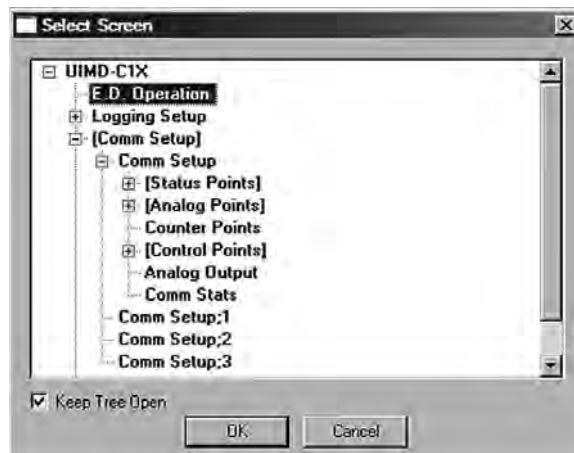 Select Screen
UIMD-C1X
E.D. Operation
Logging Setup
[Comm Setup]
Comm Setup
[Status Points]
[Analog Points]
Counter Points
[Control Points]
Analog Output
Comm Stats
Comm Setup;1
Comm Setup;2
Comm Setup;3
Keep Tree Open
OK
Cancel